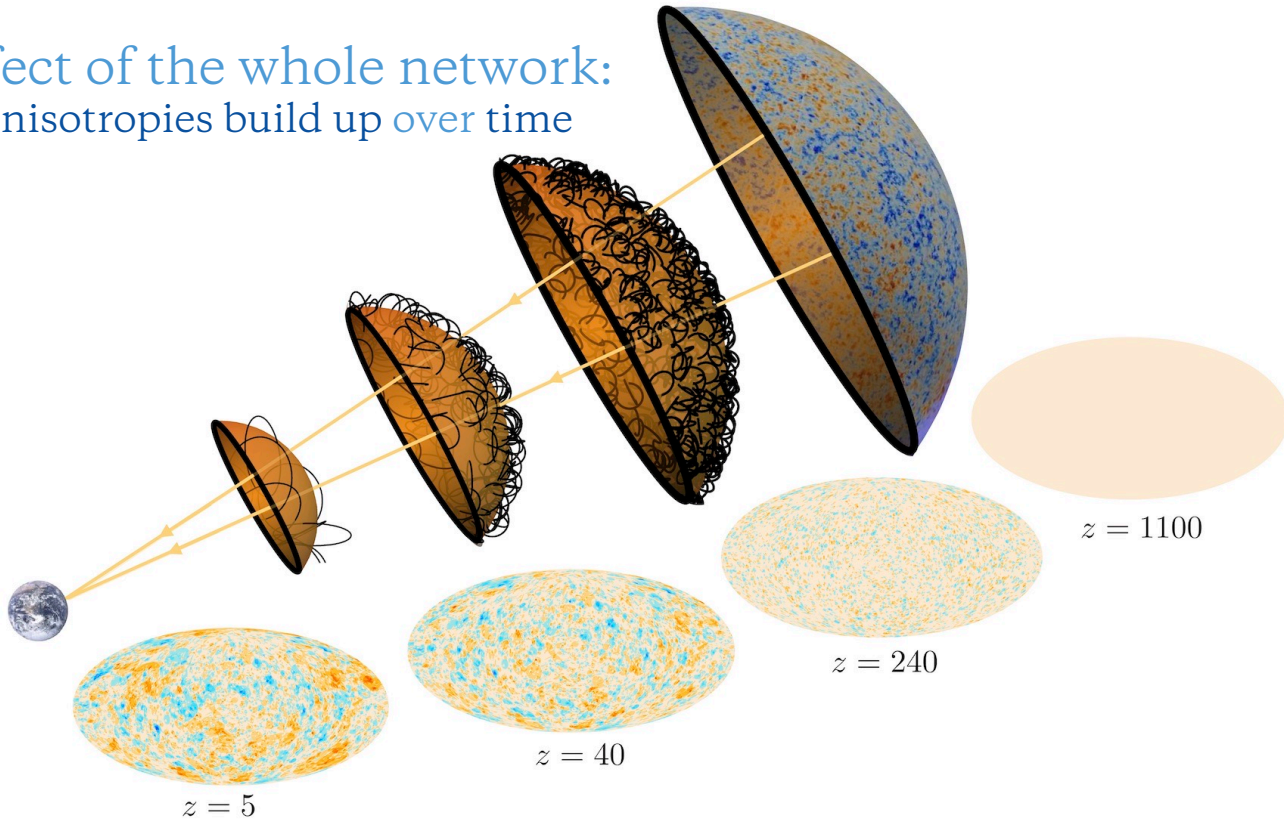 fect of the whole network:
nisotropies build up over time
z = 1100
z = 240
z = 40
z = 5